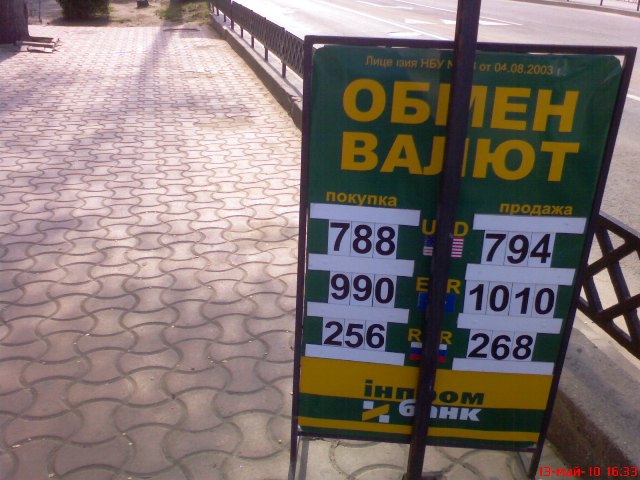 Лицензия НБУ № от 04.08.2003 г.
ОБМЕН
ВАЛЮТ
покупка продажа
788 USD 794
990 EUR 1010
256 RUR 268
інпром
банк
13-май-10 16:33